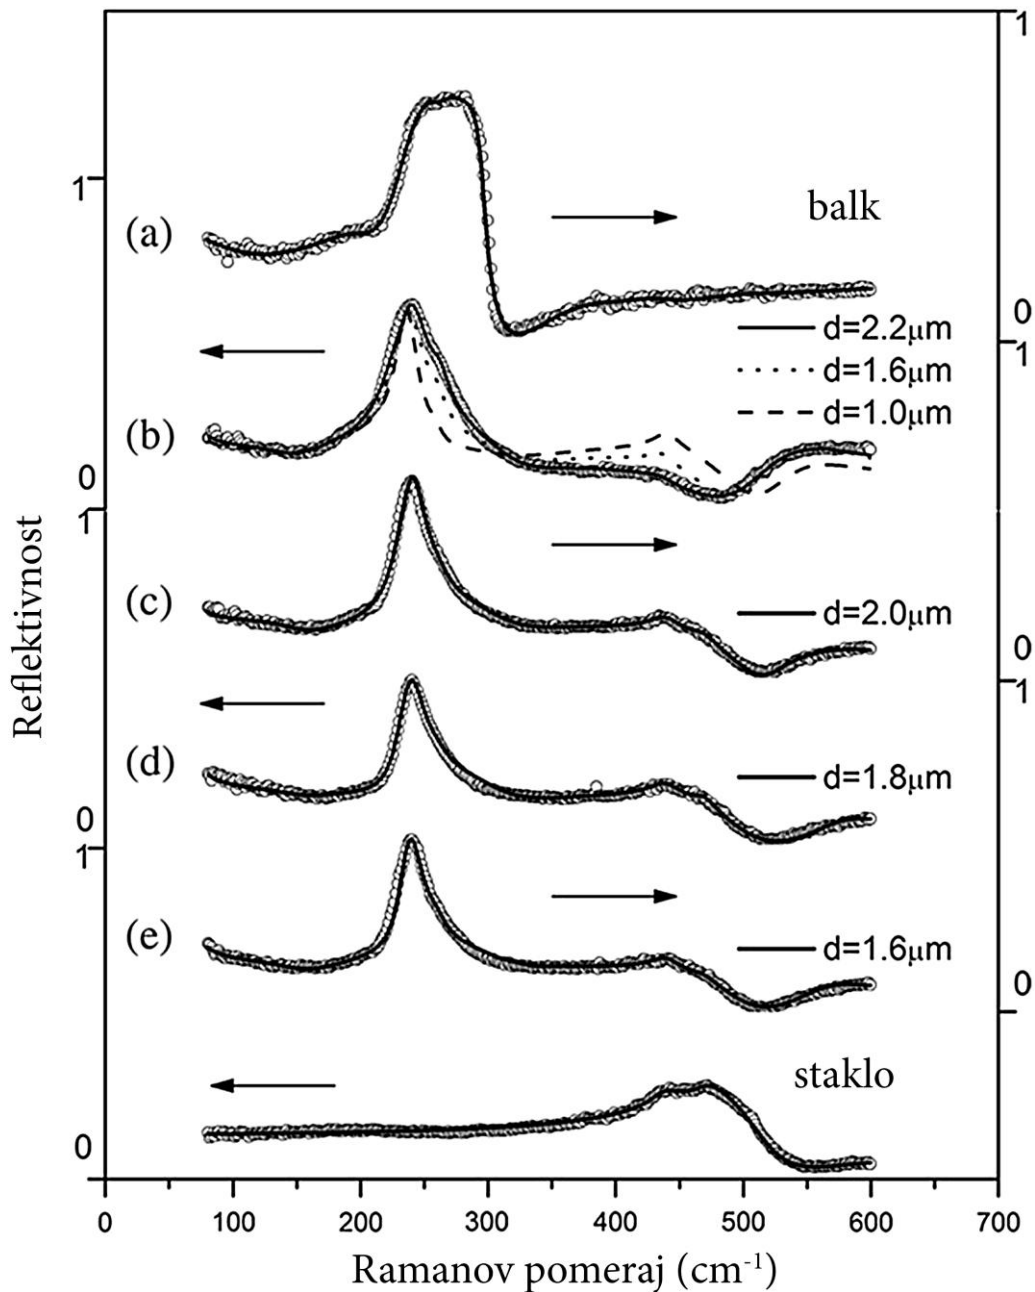 1
1
balk
(a)
0
d=2.2μm
1
d=1.6μm
d=1.0μm
(b)
0
1
Reflektivnost
(c)
d=2.0μm
0
1
(d)
d=1.8μm
0
1
(e)
d=1.6μm
0
staklo
0
0 100 200 300 400 500 600 700
Ramanov pomeraj (cm⁻¹)